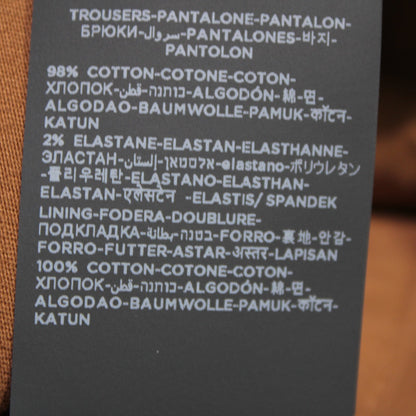 TROUSERS-PANTALONE-PANTALON-
БРЮКИ-سروال-PANTALONES-바지-
PANTOLON
98% COTTON-COTONE-COTON-
ХЛОПОК-קטן-כותנה-ALGODÓN-綿-면-
ALGODAO-BAUMWOLLE-PAMUK-कॉटन-
KATUN
2% ELASTANE-ELASTAN-ELASTHANNE-
ЭЛАСТАН-إلستان-אלסטאן-elastano-ポリウレタン
-폴리우레탄-ELASTANO-ELASTHAN-
ELASTAN-एलेसटन -ELASTIS/ SPANDEK
LINING-FODERA-DOUBLURE-
ПОДКЛАДКА-بطانة-בטנה-FORRO-裏地-안감-
FORRO-FUTTER-ASTAR-अस्तर-LAPISAN
100% COTTON-COTONE-COTON-
ХЛОПОК-قطن-כותנה-ALGODÓN-綿-면-
ALGODAO-BAUMWOLLE-PAMUK-कॉटन-
KATUN